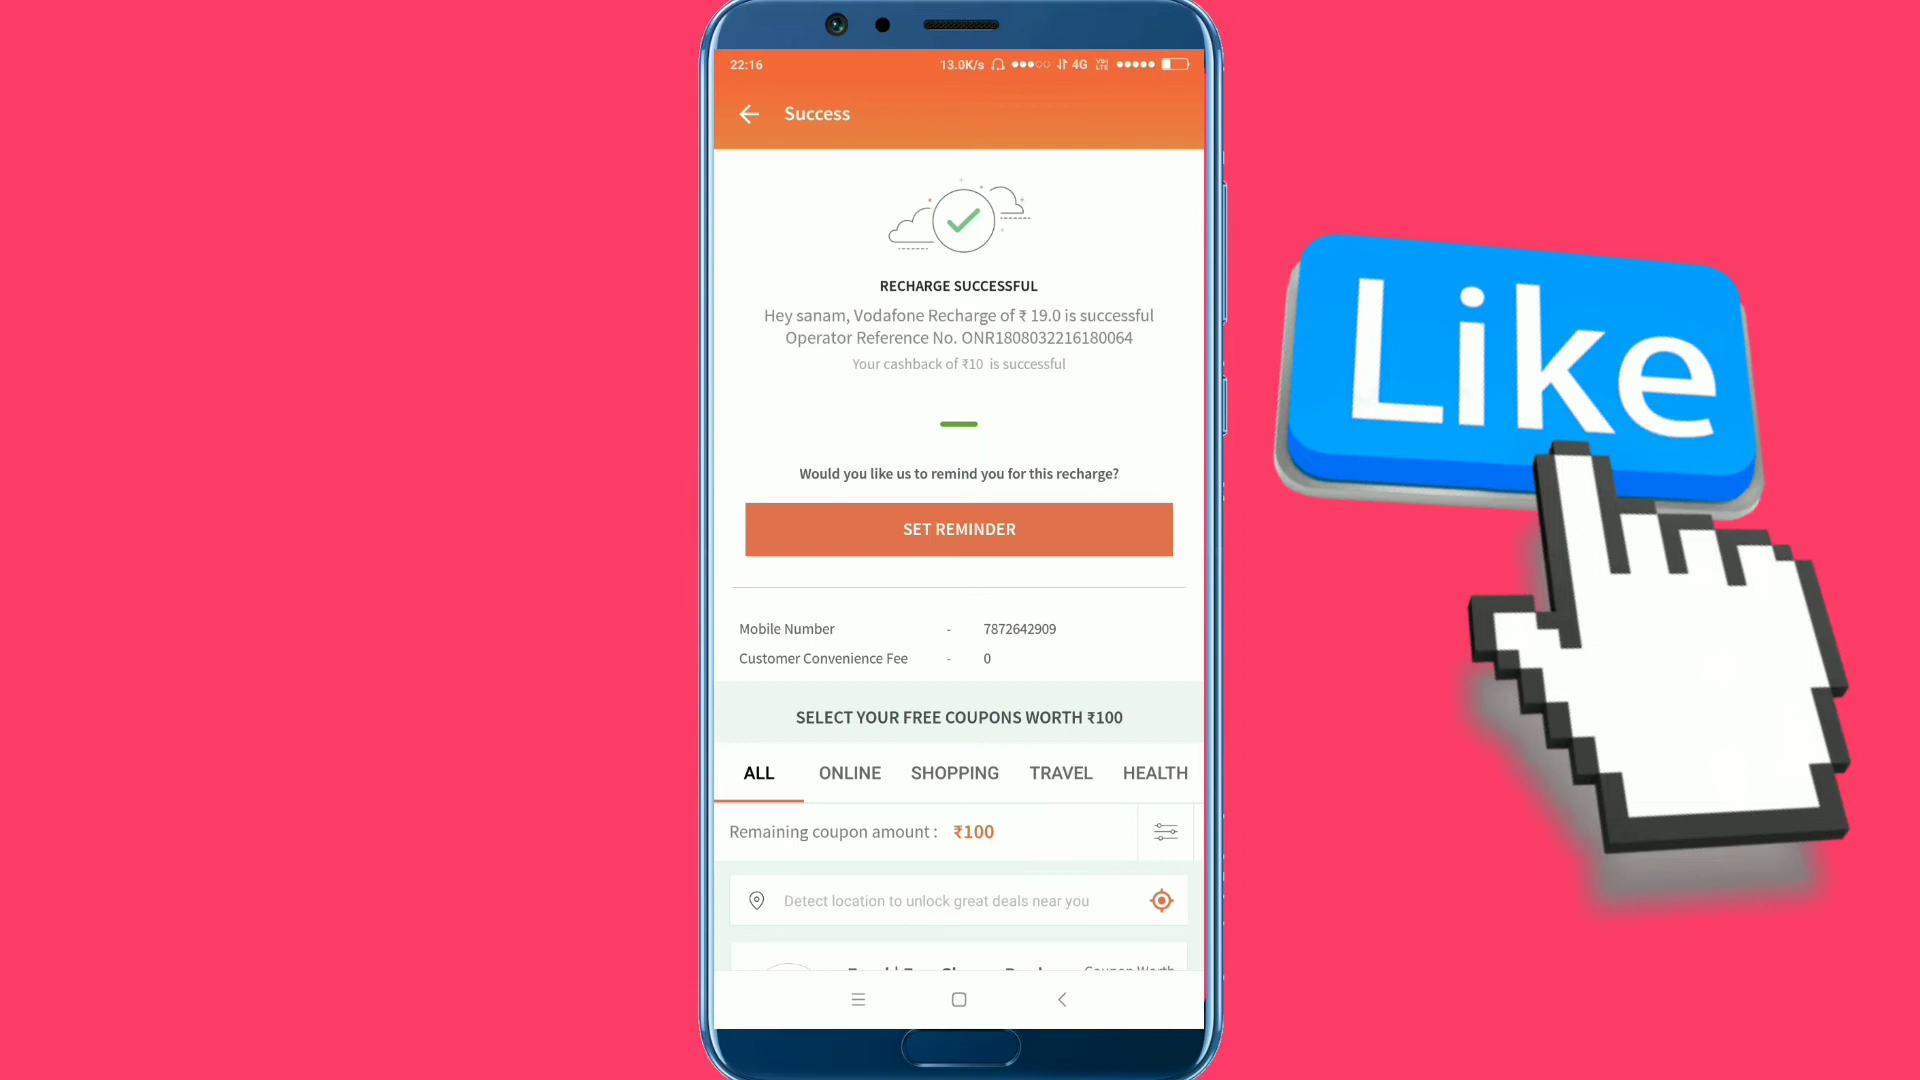 22:16 13.0K/s 4G
Success
RECHARGE SUCCESSFUL
Hey sanam, Vodafone Recharge of ₹ 19.0 is successful
Operator Reference No. ONR1808032216180064
Your cashback of ₹10 is successful
Would you like us to remind you for this recharge?
SET REMINDER
Mobile Number - 7872642909
Customer Convenience Fee - 0
SELECT YOUR FREE COUPONS WORTH ₹100
ALL ONLINE SHOPPING TRAVEL HEALTH
Remaining coupon amount : ₹100
Detect location to unlock great deals near you
Coupon Worth
Like